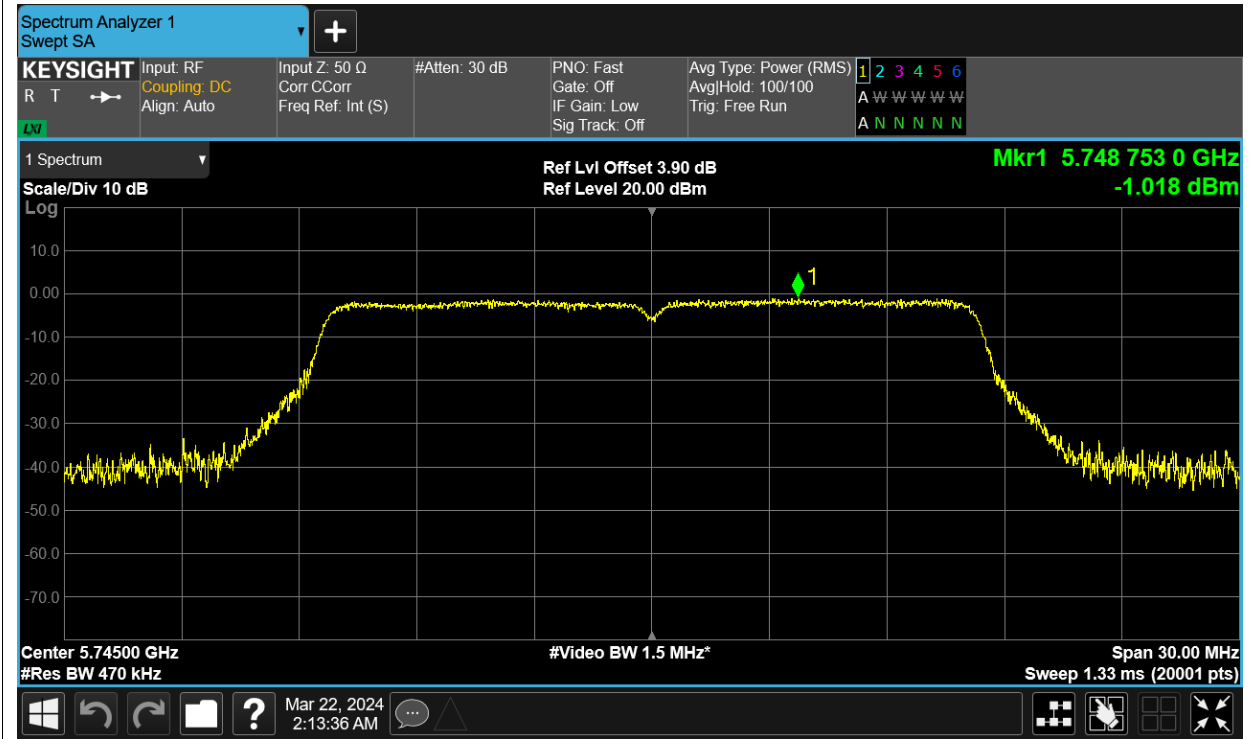 Spectrum Analyzer 1
Swept SA
+
KEYSIGHT
R T
LXI
Input: RF
Coupling: DC
Align: Auto
Input Z: 50 Ω
Corr CCorr
Freq Ref: Int (S)
#Atten: 30 dB
PNO: Fast
Gate: Off
IF Gain: Low
Sig Track: Off
Avg Type: Power (RMS)
Avg|Hold: 100/100
Trig: Free Run
1 2 3 4 5 6
A W W W W W
A N N N N N
1 Spectrum
Scale/Div 10 dB
Log
Ref Lvl Offset 3.90 dB
Ref Level 20.00 dBm
Mkr1 5.748 753 0 GHz
-1.018 dBm
1
10.0
0.00
-10.0
-20.0
-30.0
-40.0
-50.0
-60.0
-70.0
Center 5.74500 GHz
#Res BW 470 kHz
#Video BW 1.5 MHz*
Span 30.00 MHz
Sweep 1.33 ms (20001 pts)
?
Mar 22, 2024
2:13:36 AM